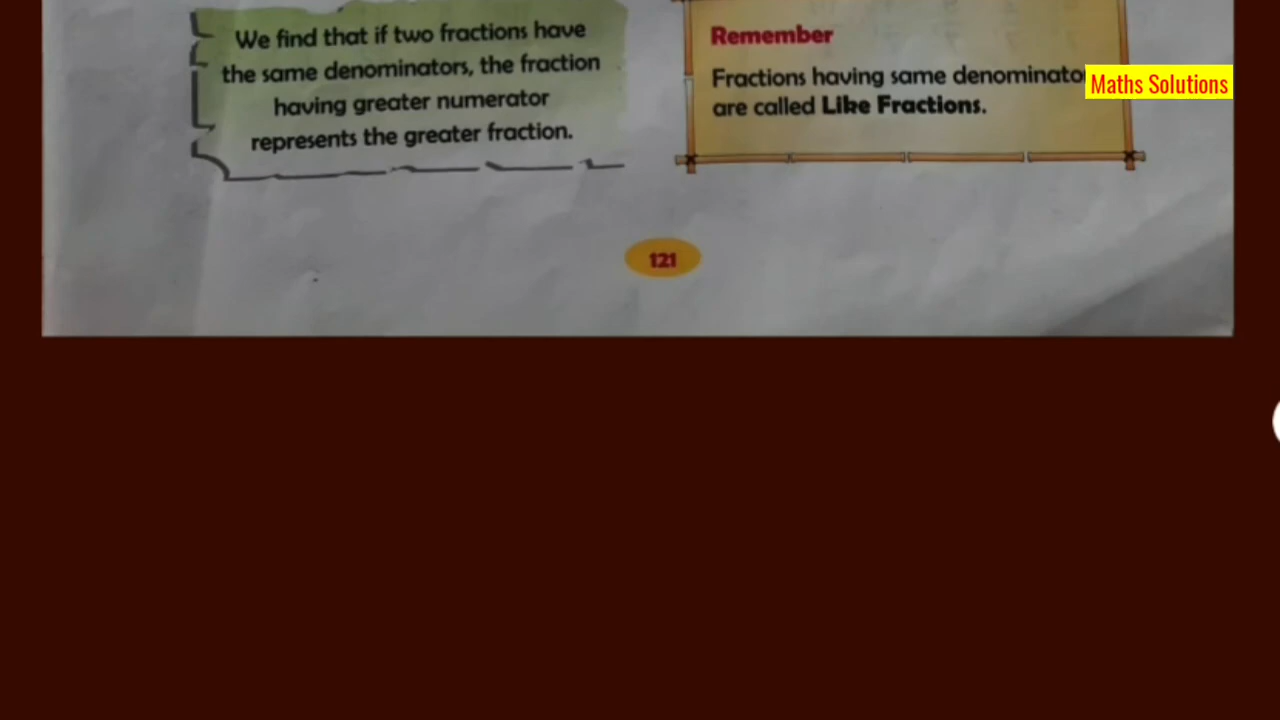 We find that if two fractions have
the same denominators, the fraction
having greater numerator
represents the greater fraction.
Remember
Fractions having same denominato
are called Like Fractions.
Maths Solutions
121